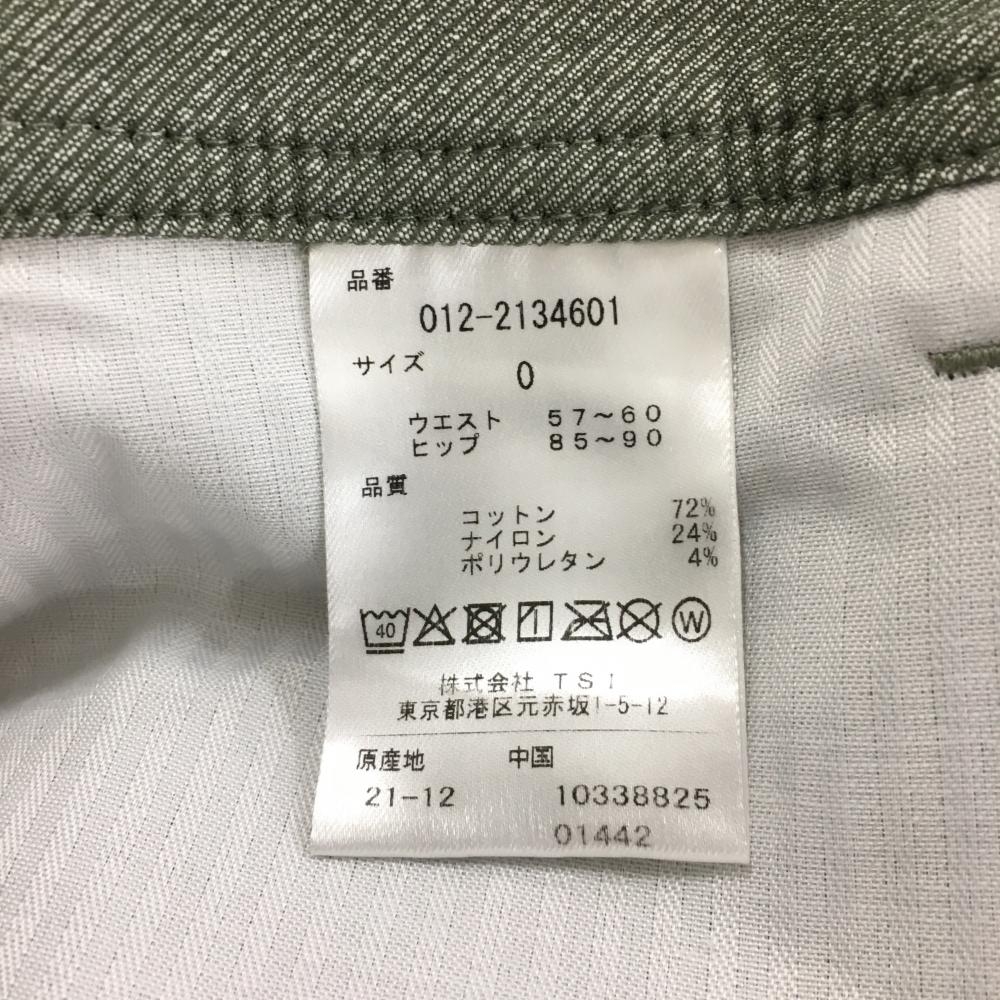 品番
012-2134601
サイズ 0
ウエスト 57～60
ヒップ 85～90
品質
コットン 72%
ナイロン 24%
ポリウレタン 4%
40 W
株式会社 TSI
東京都港区元赤坂1-5-12
原産地 中国
21-12 10338825
01442